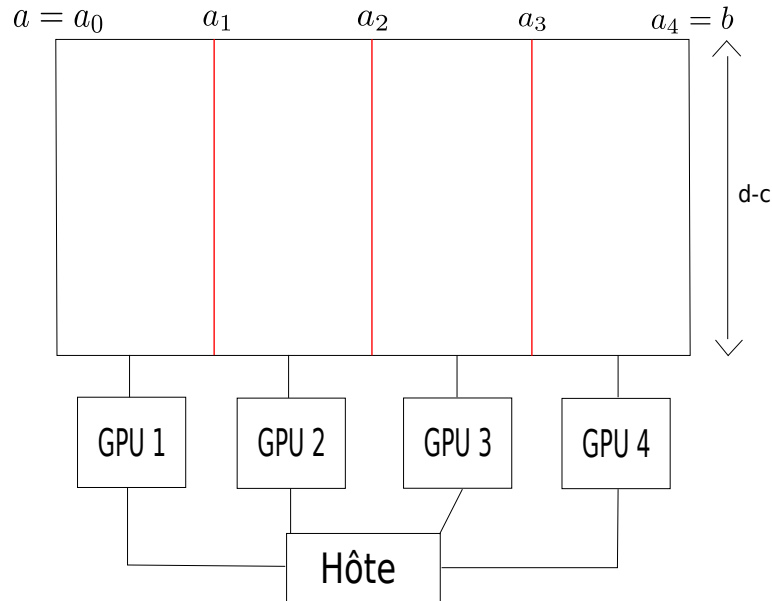 a = a₀ a₁ a₂ a₃ a₄ = b
d-c
GPU 1 GPU 2 GPU 3 GPU 4
Hôte